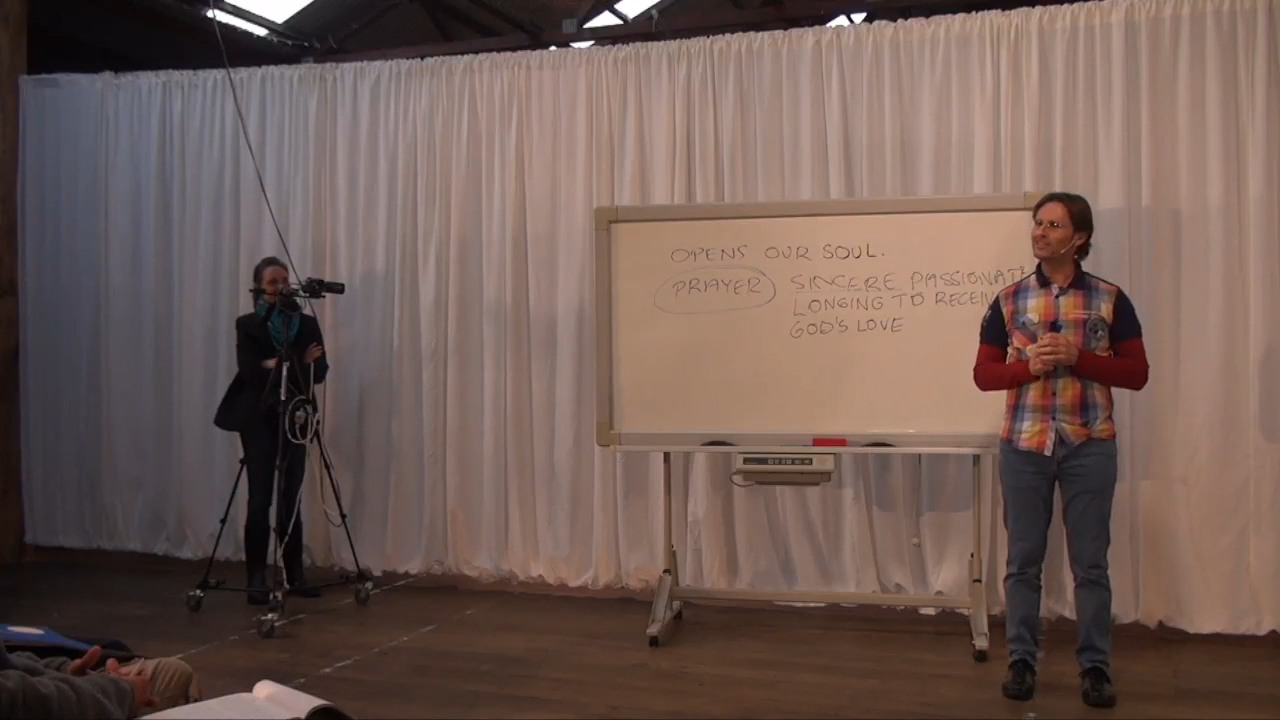 OPENS OUR SOUL.
PRAYER SINCERE PASSIONAT
LONGING TO RECEIV
GOD'S LOVE